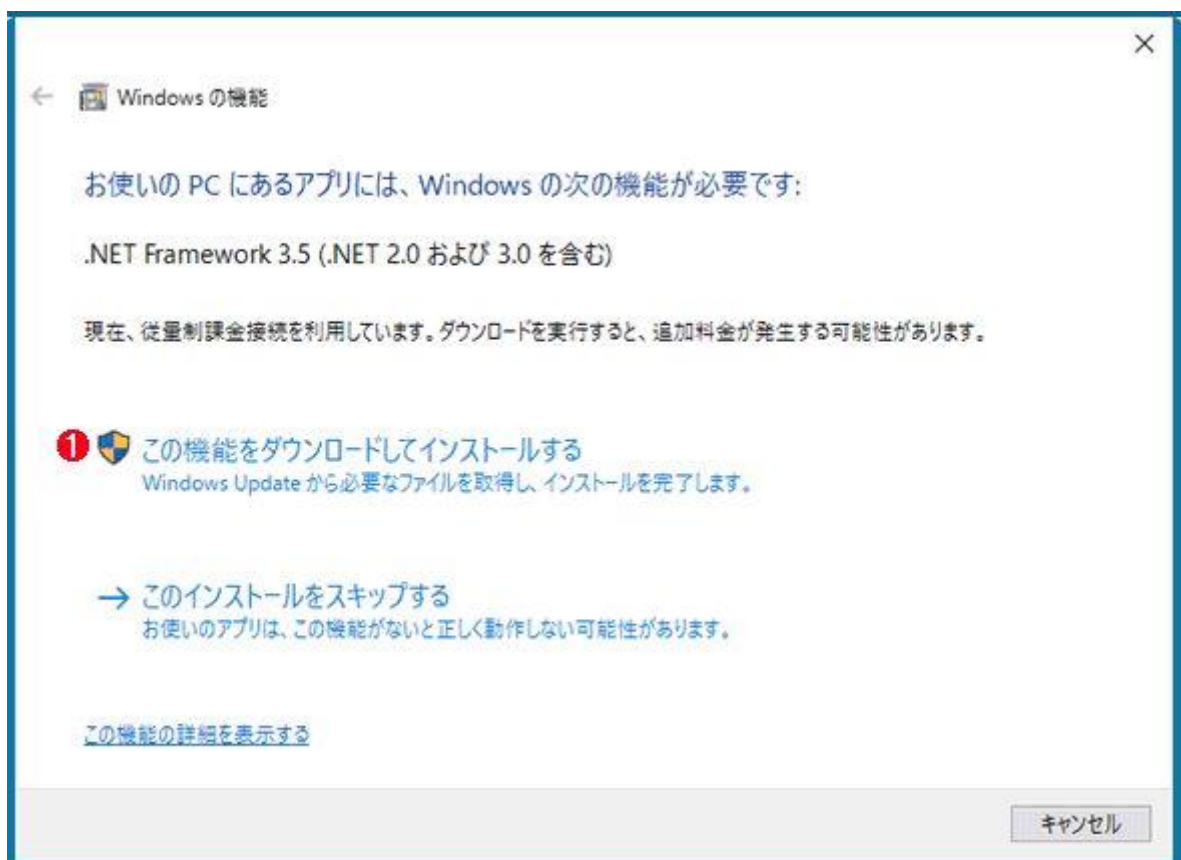 Windows の機能
お使いの PC にあるアプリには、Windows の次の機能が必要です:
.NET Framework 3.5 (.NET 2.0 および 3.0 を含む)
現在、従量制課金接続を利用しています。ダウンロードを実行すると、追加料金が発生する可能性があります。
1 この機能をダウンロードしてインストールする
Windows Update から必要なファイルを取得し、インストールを完了します。
→ このインストールをスキップする
お使いのアプリは、この機能がないと正しく動作しない可能性があります。
この機能の詳細を表示する
キャンセル